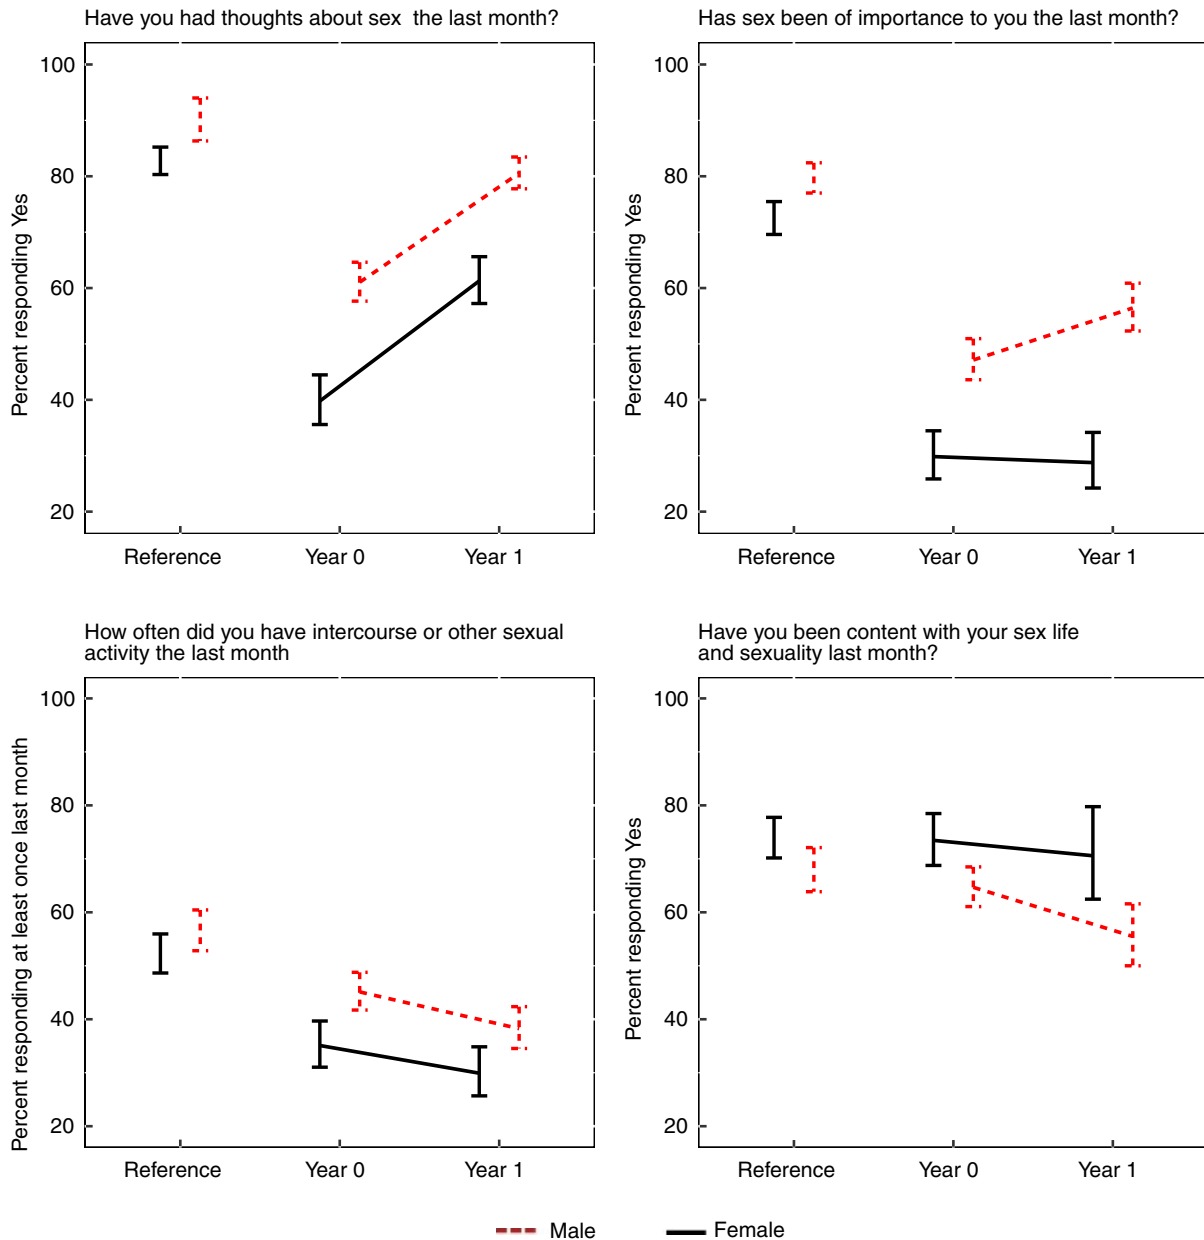 Have you had thoughts about sex  the last month?
100
80
60
40
20
Percent responding Yes
Reference Year 0 Year 1
Has sex been of importance to you the last month?
100
80
60
40
20
Percent responding Yes
Reference Year 0 Year 1
How often did you have intercourse or other sexual
activity the last month
100
80
60
40
20
Percent responding at least once last month
Reference Year 0 Year 1
Have you been content with your sex life
and sexuality last month?
100
80
60
40
20
Percent responding Yes
Reference Year 0 Year 1
Male Female